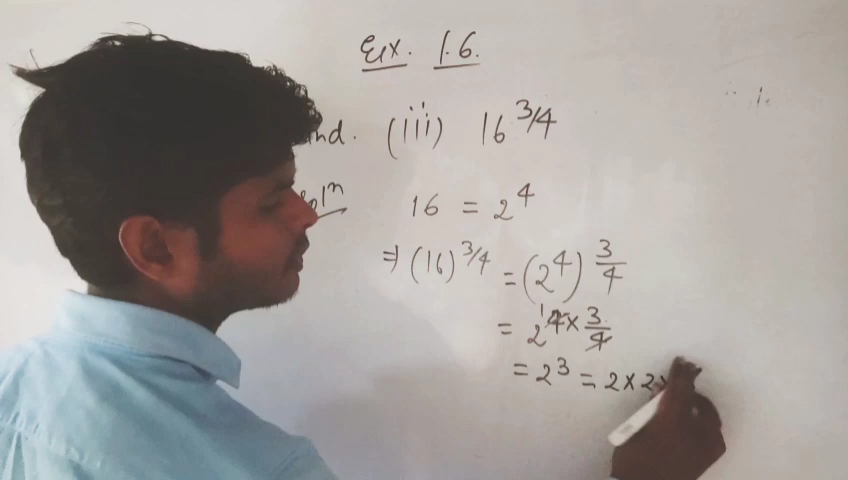 Ex. 1.6.
(iii) 16^3/4
16 = 2^4
⇒ (16)^3/4 = (2^4)^3/4
= 2^4×3/4
= 2^3 = 2×2×